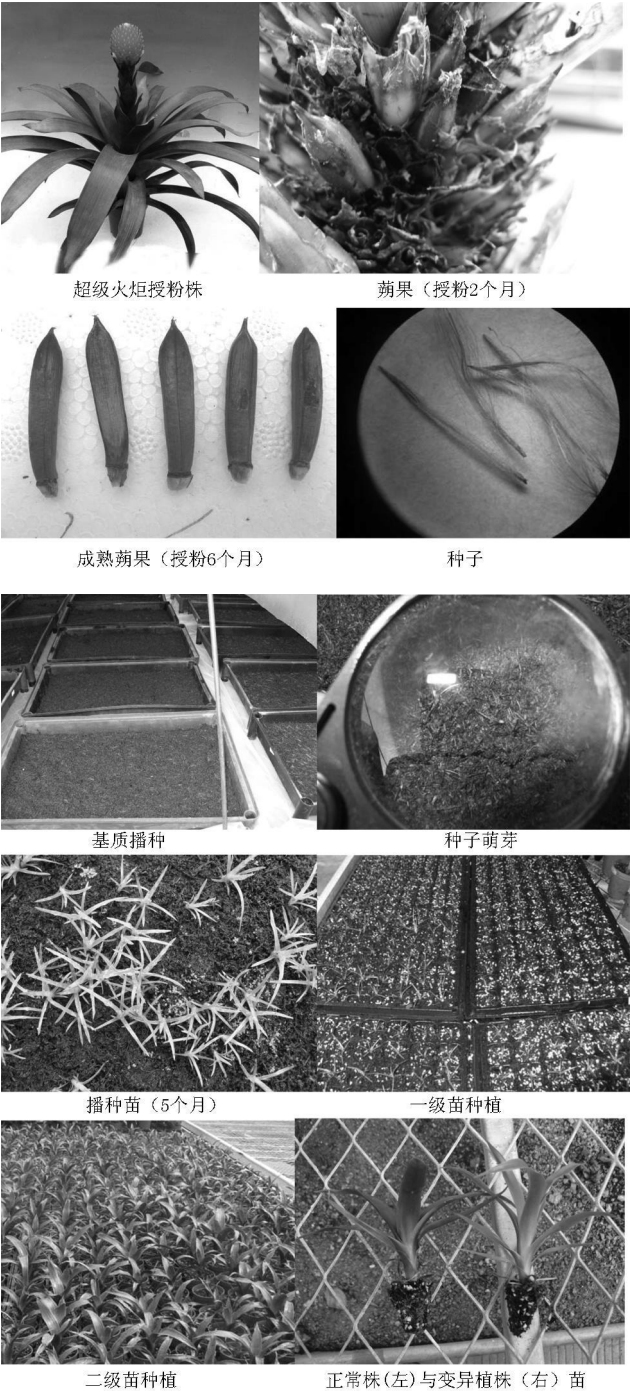 超级火炬授粉株
蒴果（授粉2个月）
成熟蒴果（授粉6个月）
种子
基质播种
种子萌芽
播种苗（5个月）
一级苗种植
二级苗种植
正常株(左)与变异植株（右）苗